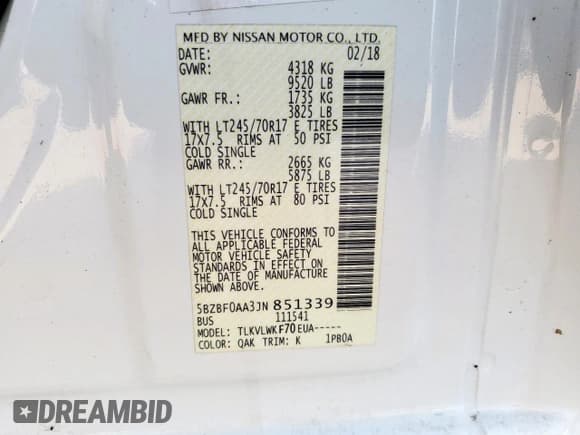 MFD BY NISSAN MOTOR CO., LTD.
DATE: 02/18
GVWR: 4318 KG
9520 LB
GAWR FR.: 1735 KG
3825 LB
WITH LT245/70R17 E TIRES
17X7.5 RIMS AT 50 PSI
COLD SINGLE
GAWR RR: 2665 KG
5875 LB
WITH LT245/70R17 E TIRES
17X7.5 RIMS AT 80 PSI
COLD SINGLE
THIS VEHICLE CONFORMS TO
ALL APPLICABLE FEDERAL
MOTOR VEHICLE SAFETY
STANDARDS IN EFFECT ON
THE DATE OF MANUFACTURE
SHOWN ABOVE.
5BZBF0AA3JN851339
BUS 111541
MODEL: TLKVLWKF70EUA-----
COLOR: QAK TRIM: K 1PB0A
DREAMBID